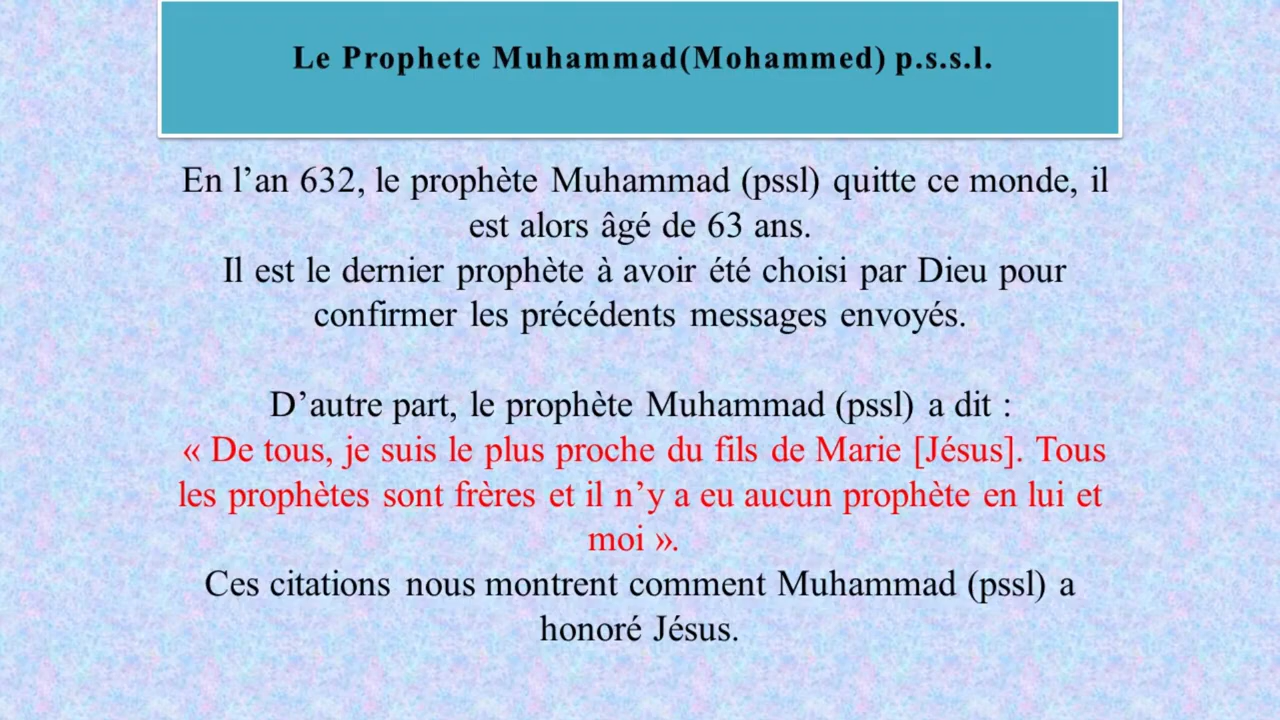 Le Prophete Muhammad(Mohammed) p.s.s.l.
En l’an 632, le prophète Muhammad (pssl) quitte ce monde, il
est alors âgé de 63 ans.
Il est le dernier prophète à avoir été choisi par Dieu pour
confirmer les précédents messages envoyés.
D’autre part, le prophète Muhammad (pssl) a dit :
« De tous, je suis le plus proche du fils de Marie [Jésus]. Tous
les prophètes sont frères et il n’y a eu aucun prophète en lui et
moi ».
Ces citations nous montrent comment Muhammad (pssl) a
honoré Jésus.